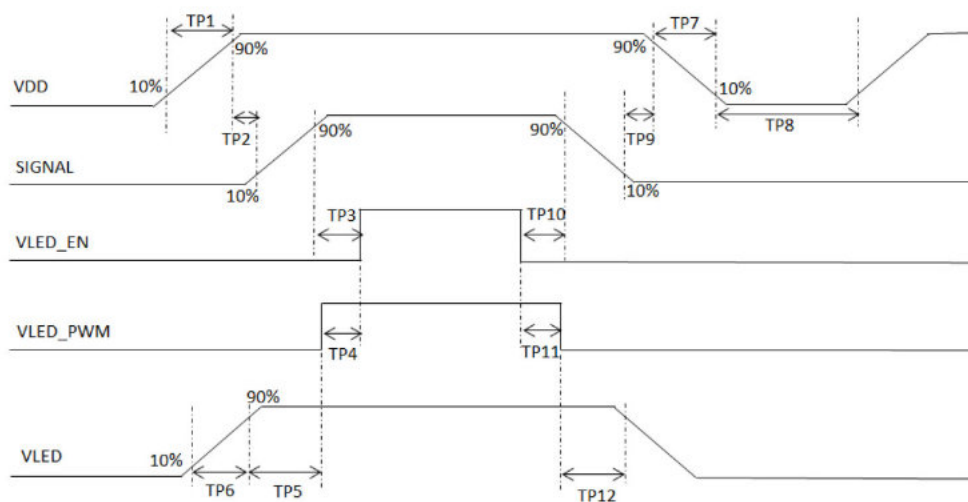 TP1
TP7
90%
90%
VDD
10%
10%
TP8
TP2
90%
90%
TP9
SIGNAL
10%
10%
TP3
TP10
VLED_EN
VLED_PWM
TP4
TP11
90%
VLED
10%
TP6
TP5
TP12